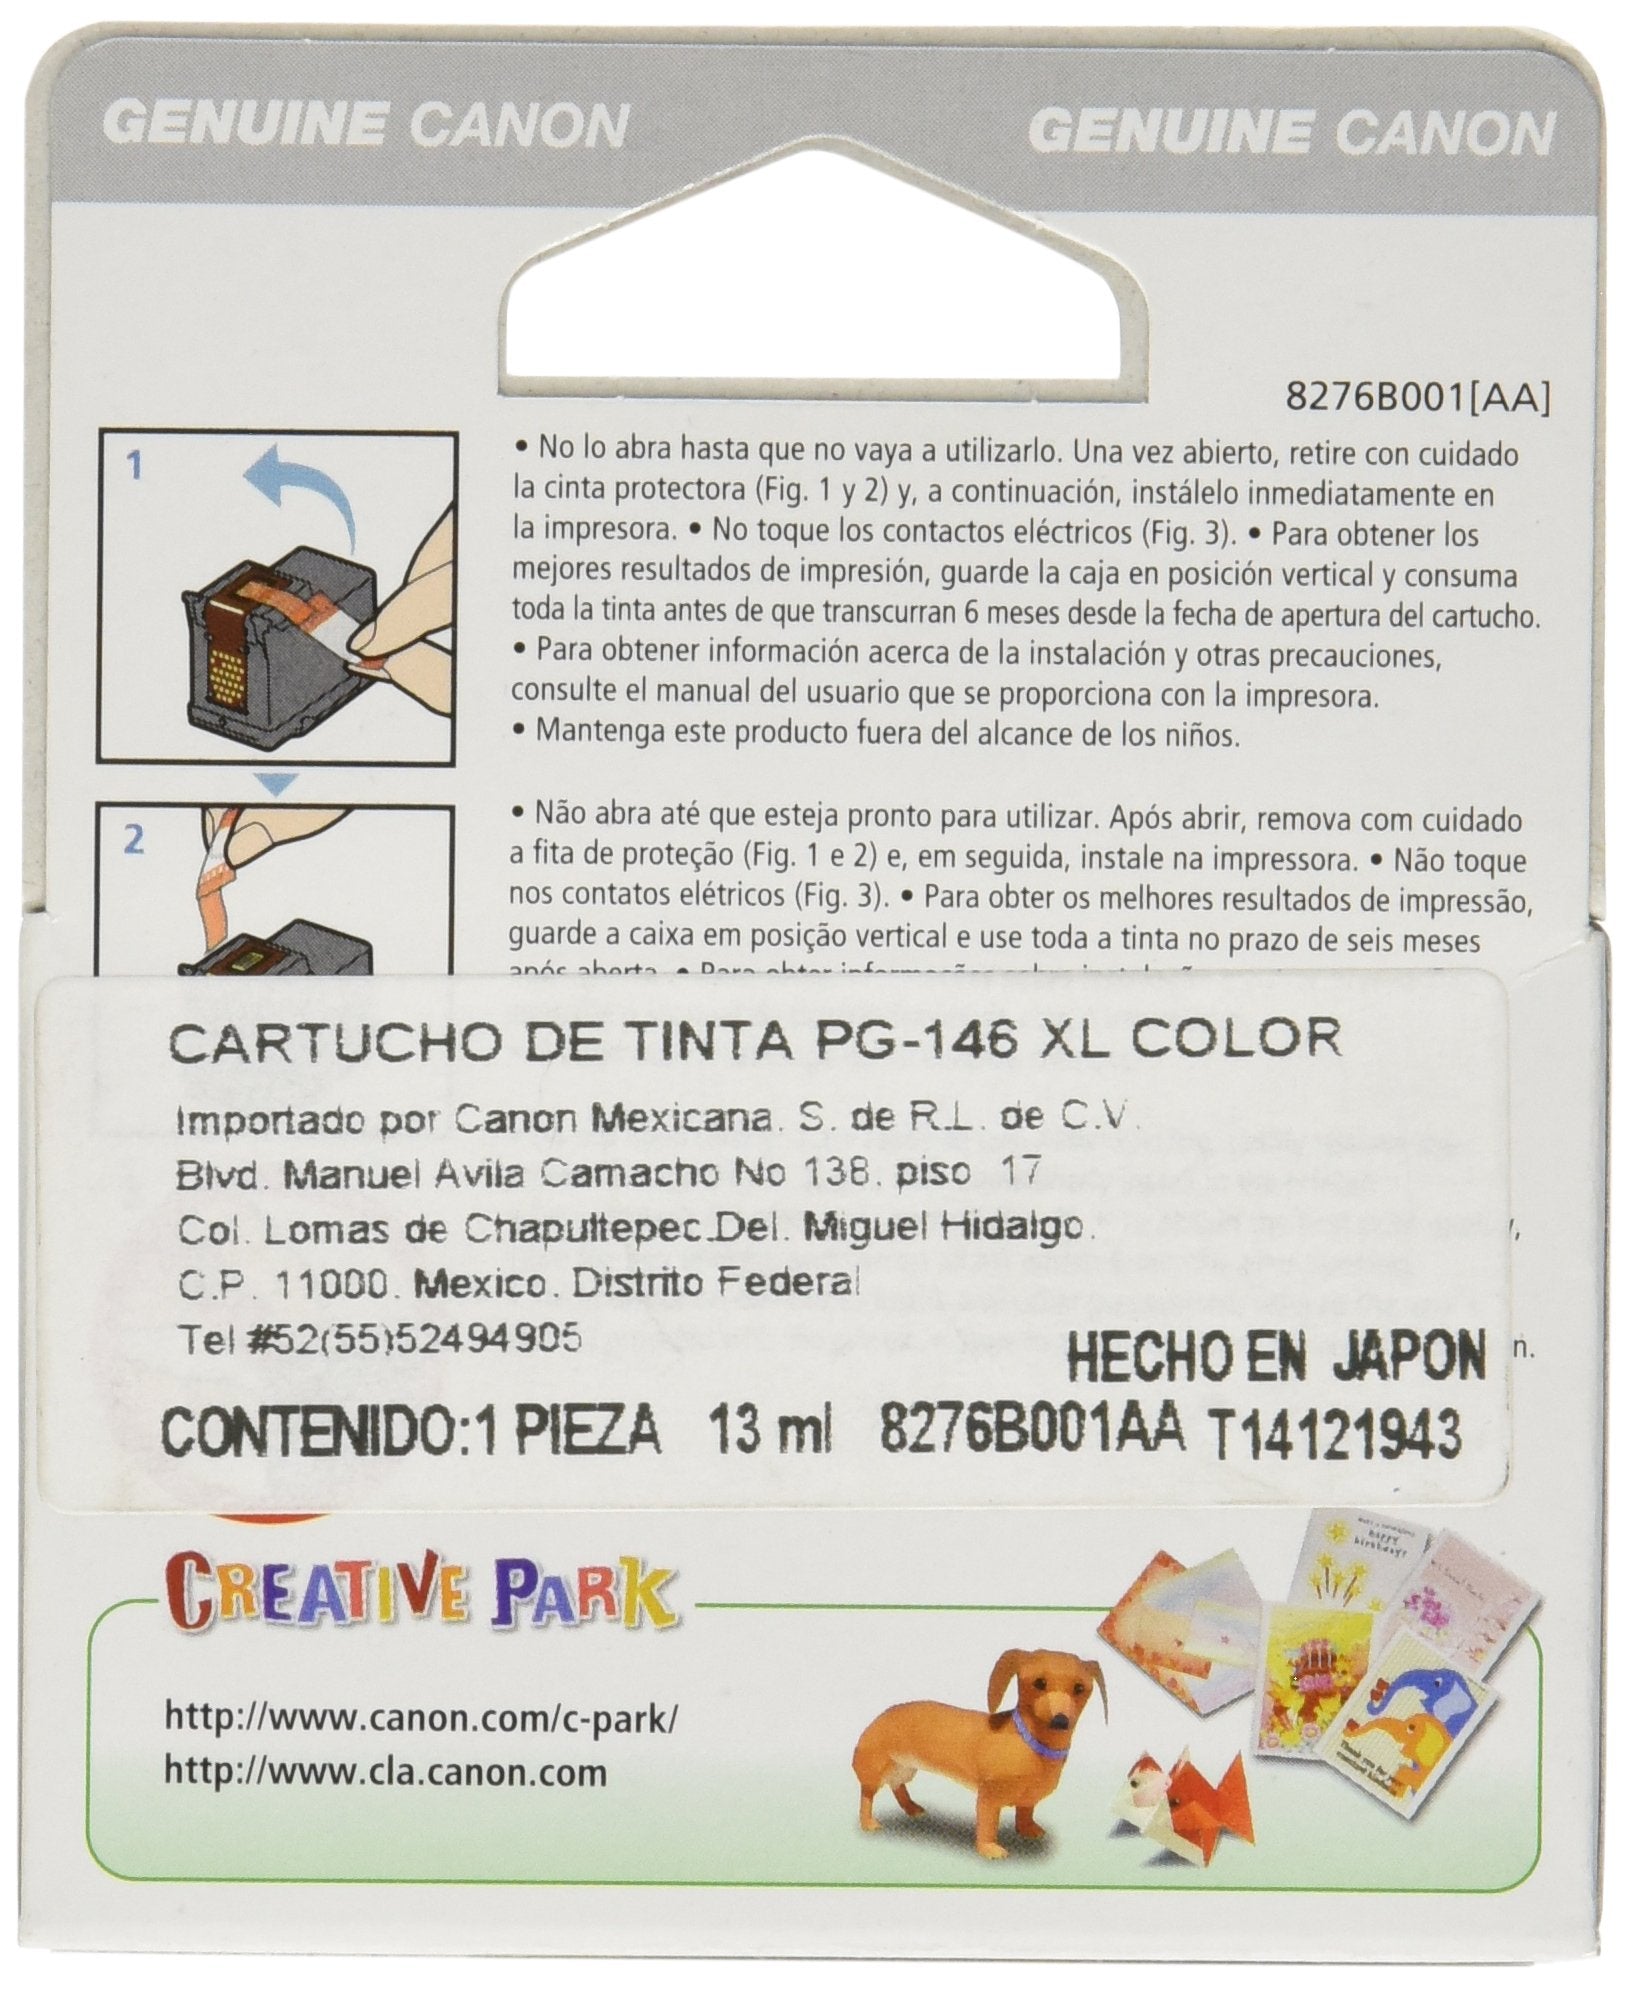 GENUINE CANON GENUINE CANON
8276B001[AA]
1
• No lo abra hasta que no vaya a utilizarlo. Una vez abierto, retire con cuidado
la cinta protectora (Fig. 1 y 2) y, a continuación, instálelo inmediatamente en
la impresora. • No toque los contactos eléctricos (Fig. 3). • Para obtener los
mejores resultados de impresión, guarde la caja en posición vertical y consuma
toda la tinta antes de que transcurran 6 meses desde la fecha de apertura del cartucho.
• Para obtener información acerca de la instalación y otras precauciones,
consulte el manual del usuario que se proporciona con la impresora.
• Mantenga este producto fuera del alcance de los niños.
2
• Não abra até que esteja pronto para utilizar. Após abrir, remova com cuidado
a fita de proteção (Fig. 1 e 2) e, em seguida, instale na impressora. • Não toque
nos contatos elétricos (Fig. 3). • Para obter os melhores resultados de impressão,
guarde a caixa em posição vertical e use toda a tinta no prazo de seis meses
após aberta. • Para obter informações sobre
CARTUCHO DE TINTA PG-146 XL COLOR
Importado por Canon Mexicana. S. de R.L. de C.V.
Blvd. Manuel Avila Camacho No 138. piso 17
Col. Lomas de Chapultepec.Del. Miguel Hidalgo.
C.P. 11000. Mexico. Distrito Federal
Tel #52(55)52494905
HECHO EN JAPON
n.
CONTENIDO:1 PIEZA 13 ml 8276B001AA T14121943
CREATIVE PARK
http://www.canon.com/c-park/
http://www.cla.canon.com
happy
birthday!
Thank you for